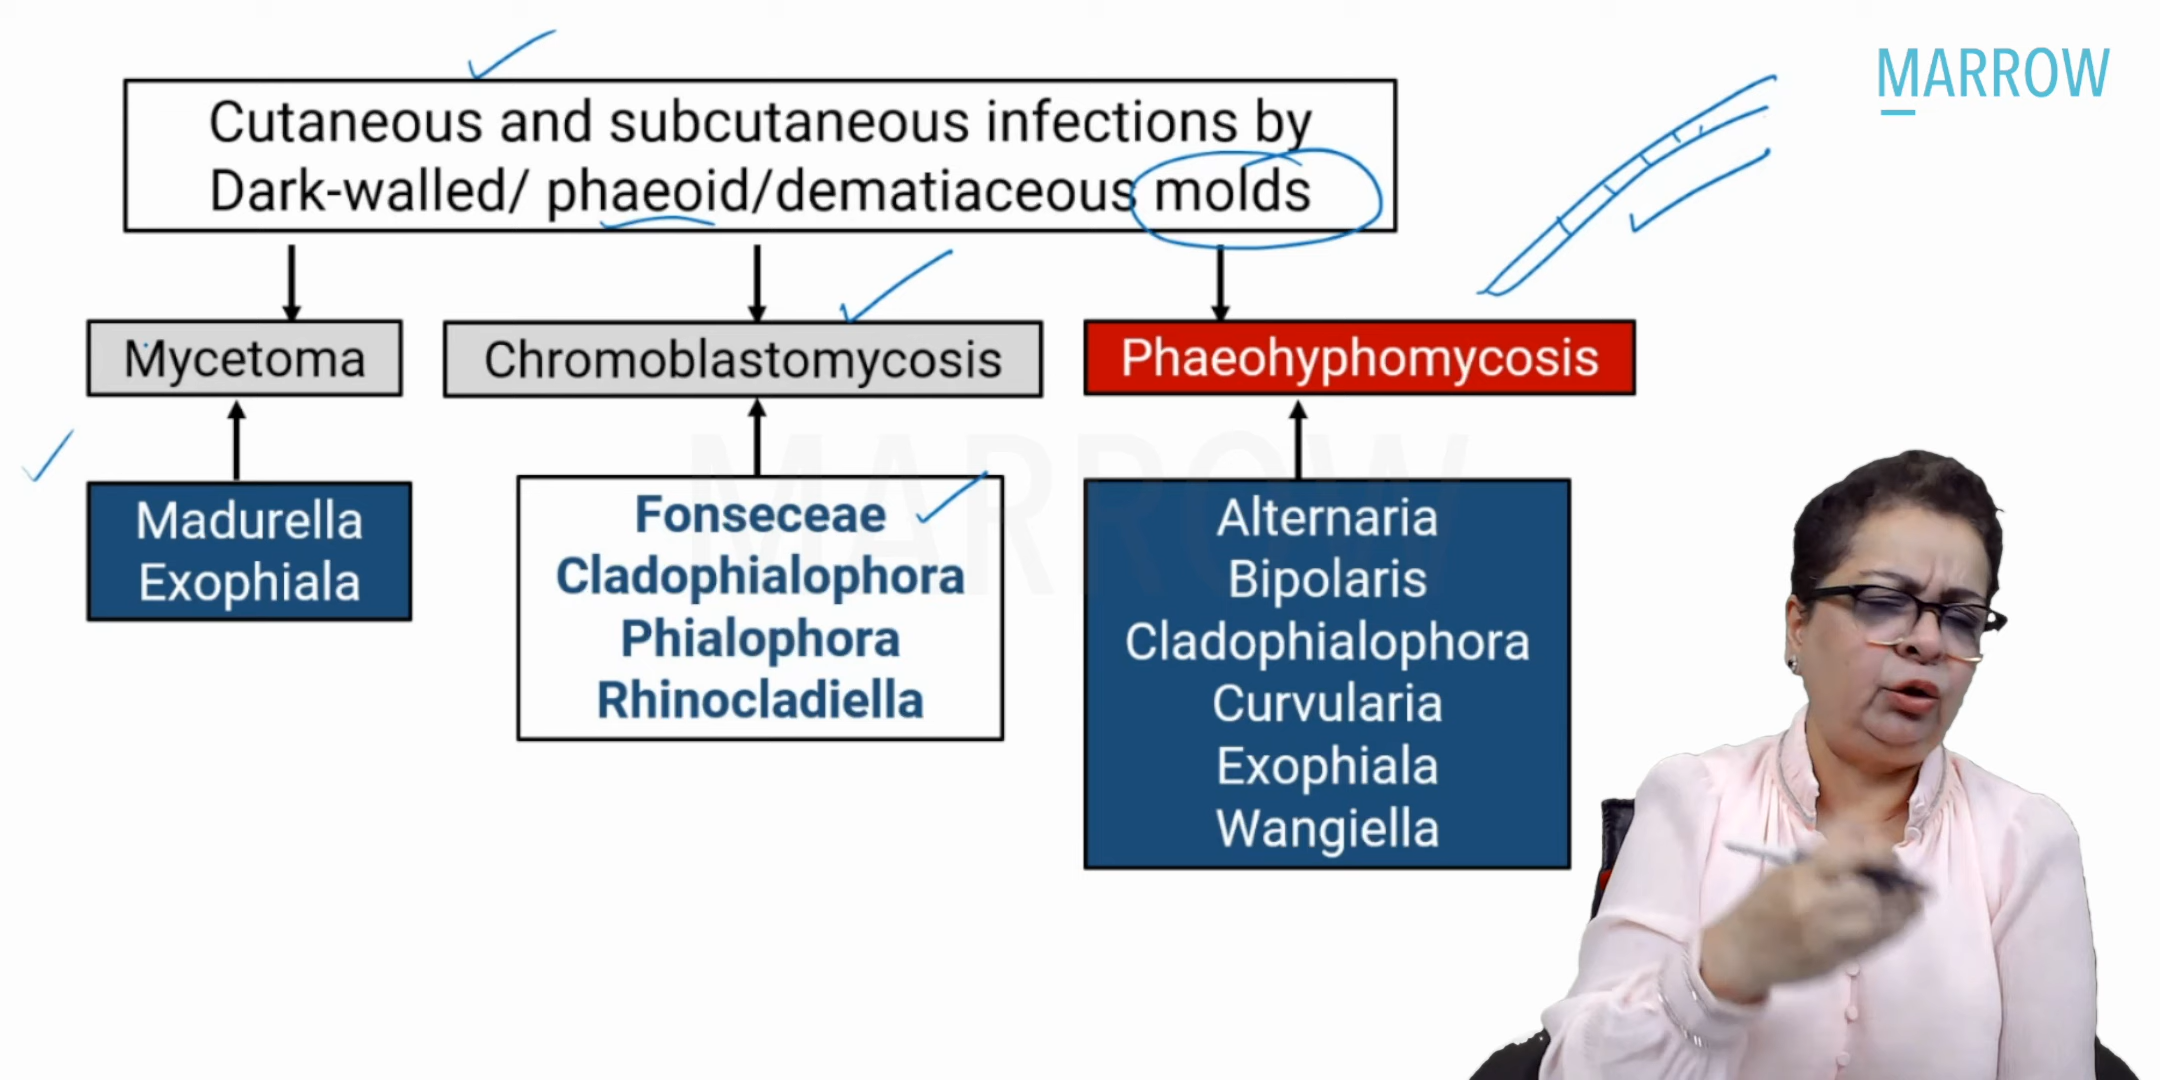 MARROW
Cutaneous and subcutaneous infections by
Dark-walled/ phaeoid/dematiaceous molds
Mycetoma
Chromoblastomycosis
Phaeohyphomycosis
Madurella
Exophiala
Fonseceae
Cladophialophora
Phialophora
Rhinocladiella
Alternaria
Bipolaris
Cladophialophora
Curvularia
Exophiala
Wangiella
MARROW